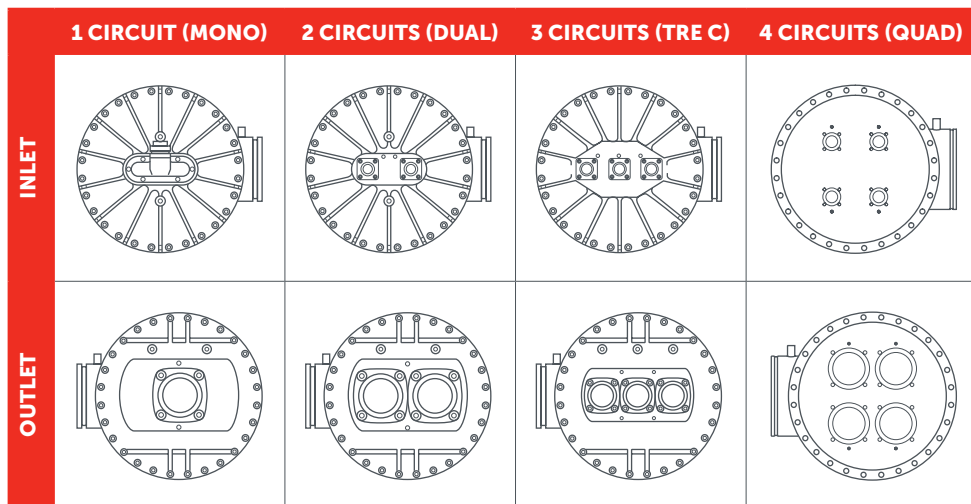 1 CIRCUIT (MONO)
2 CIRCUITS (DUAL)
3 CIRCUITS (TRE C)
4 CIRCUITS (QUAD)
INLET
OUTLET